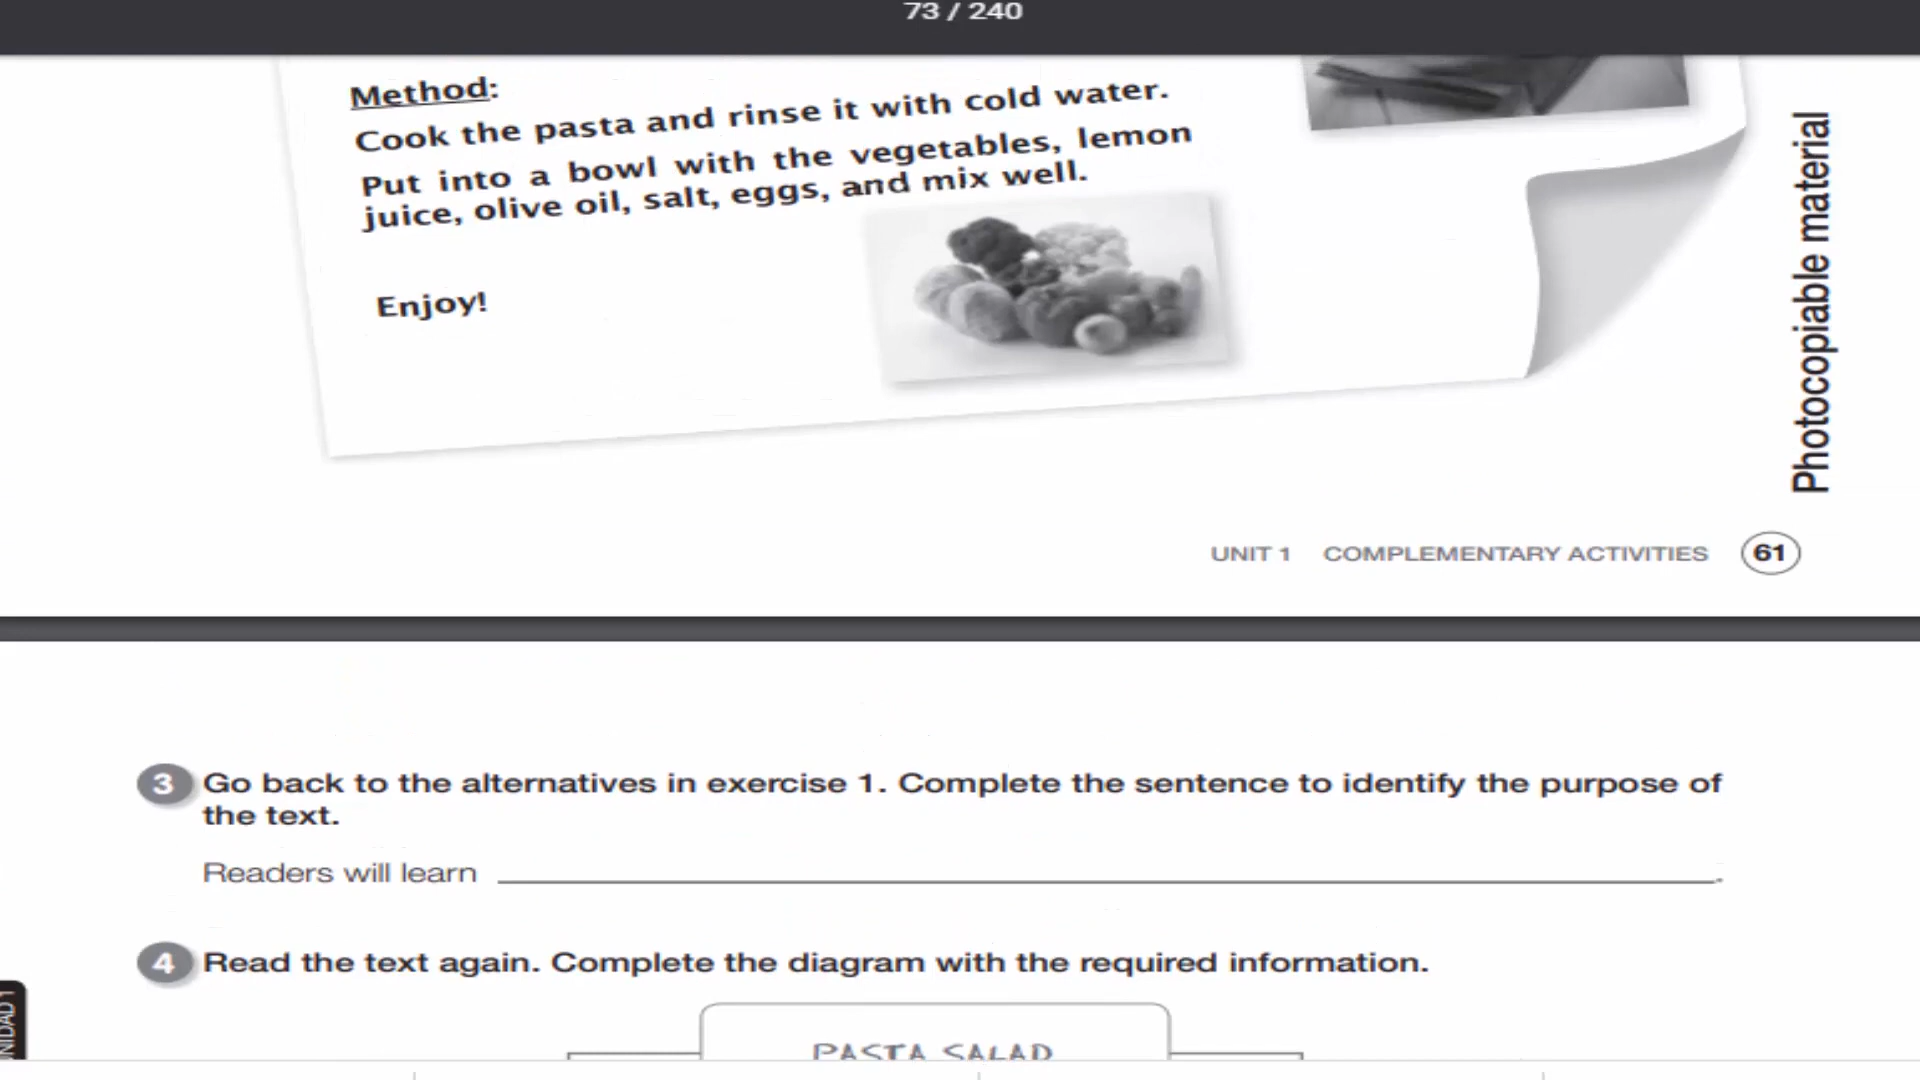 73 / 240
Method:
Cook the pasta and rinse it with cold water.
Put into a bowl with the vegetables, lemon
juice, olive oil, salt, eggs, and mix well.
Enjoy!
Photocopiable material
UNIT 1 COMPLEMENTARY ACTIVITIES 61
3 Go back to the alternatives in exercise 1. Complete the sentence to identify the purpose of
the text.
Readers will learn .
4 Read the text again. Complete the diagram with the required information.
PASTA SALAD